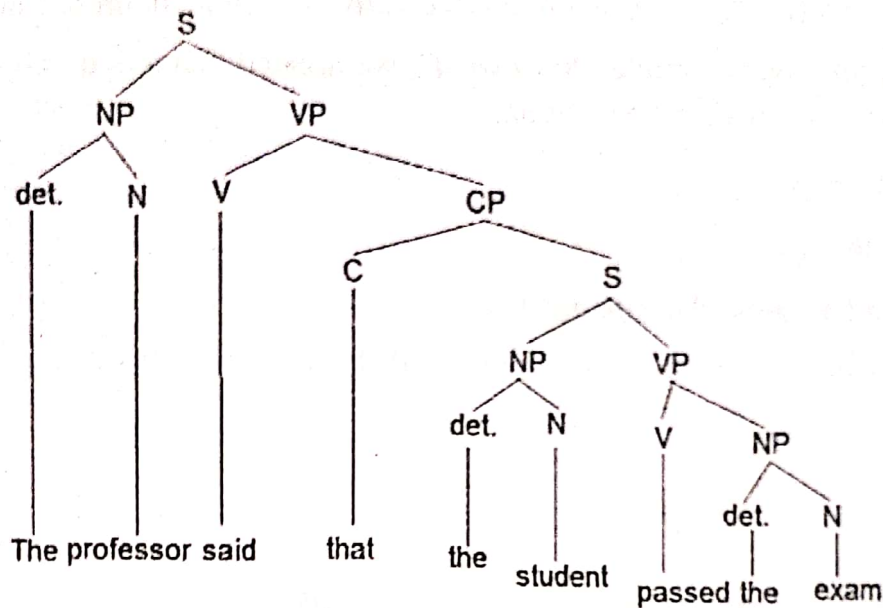 S
NP VP
det. N V CP
C S
NP VP
det. N V NP
det. N
The professor said that the student passed the exam